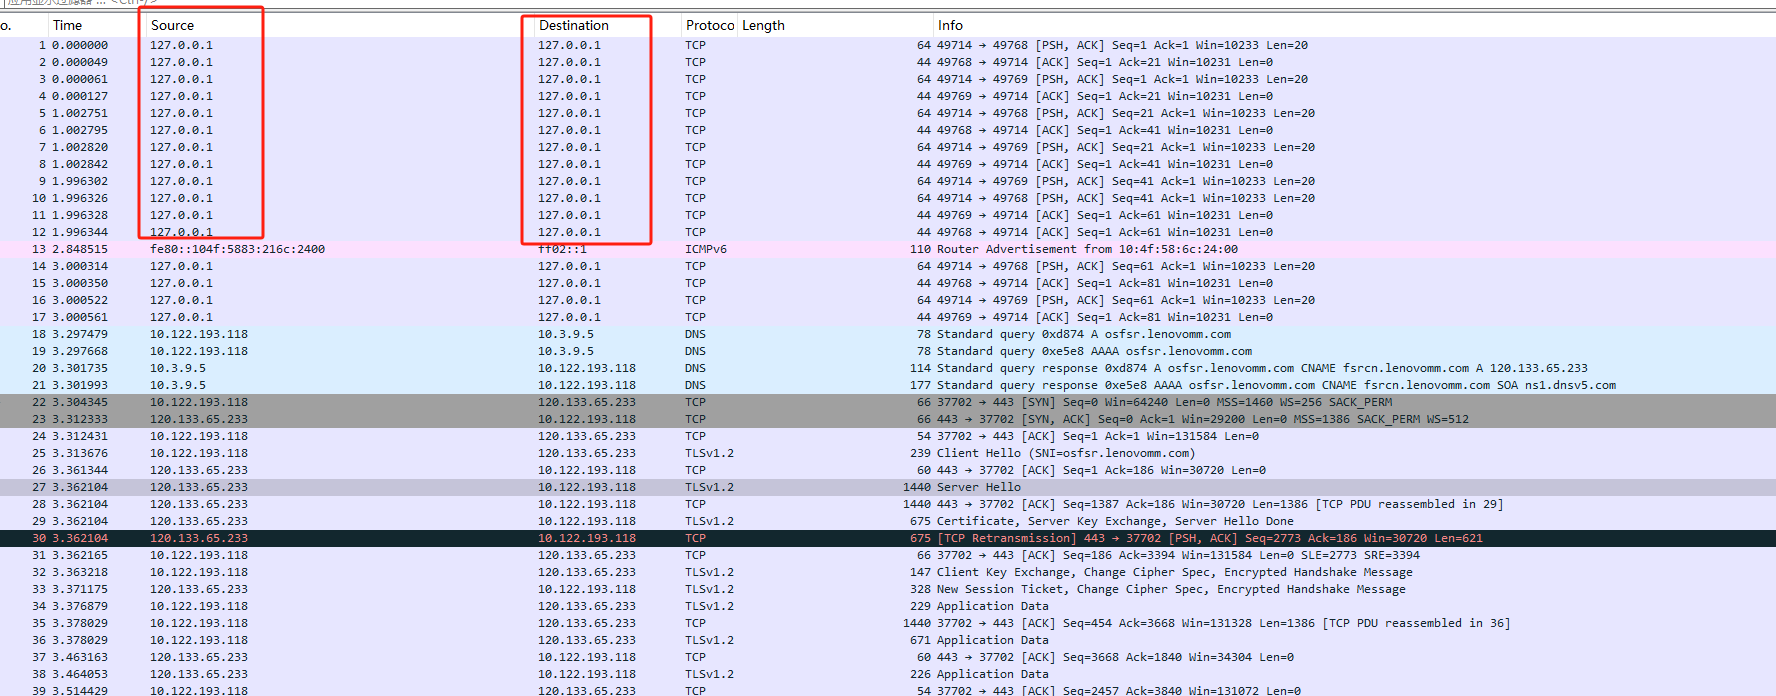 应用显示过滤器 … <Ctrl-/>
o. Time Source Destination Protoco Length Info
1 0.000000 127.0.0.1 127.0.0.1 TCP 64 49714 → 49768 [PSH, ACK] Seq=1 Ack=1 Win=10233 Len=20
2 0.000049 127.0.0.1 127.0.0.1 TCP 44 49768 → 49714 [ACK] Seq=1 Ack=21 Win=10231 Len=0
3 0.000061 127.0.0.1 127.0.0.1 TCP 64 49714 → 49769 [PSH, ACK] Seq=1 Ack=1 Win=10233 Len=20
4 0.000127 127.0.0.1 127.0.0.1 TCP 44 49769 → 49714 [ACK] Seq=1 Ack=21 Win=10231 Len=0
5 1.002751 127.0.0.1 127.0.0.1 TCP 64 49714 → 49768 [PSH, ACK] Seq=21 Ack=1 Win=10233 Len=20
6 1.002795 127.0.0.1 127.0.0.1 TCP 44 49768 → 49714 [ACK] Seq=1 Ack=41 Win=10231 Len=0
7 1.002820 127.0.0.1 127.0.0.1 TCP 64 49714 → 49769 [PSH, ACK] Seq=21 Ack=1 Win=10233 Len=20
8 1.002842 127.0.0.1 127.0.0.1 TCP 44 49769 → 49714 [ACK] Seq=1 Ack=41 Win=10231 Len=0
9 1.996302 127.0.0.1 127.0.0.1 TCP 64 49714 → 49769 [PSH, ACK] Seq=41 Ack=1 Win=10233 Len=20
10 1.996326 127.0.0.1 127.0.0.1 TCP 64 49714 → 49768 [PSH, ACK] Seq=41 Ack=1 Win=10233 Len=20
11 1.996328 127.0.0.1 127.0.0.1 TCP 44 49769 → 49714 [ACK] Seq=1 Ack=61 Win=10231 Len=0
12 1.996344 127.0.0.1 127.0.0.1 TCP 44 49768 → 49714 [ACK] Seq=1 Ack=61 Win=10231 Len=0
13 2.848515 fe80::104f:5883:216c:2400 ff02::1 ICMPv6 110 Router Advertisement from 10:4f:58:6c:24:00
14 3.000314 127.0.0.1 127.0.0.1 TCP 64 49714 → 49768 [PSH, ACK] Seq=61 Ack=1 Win=10233 Len=20
15 3.000350 127.0.0.1 127.0.0.1 TCP 44 49768 → 49714 [ACK] Seq=1 Ack=81 Win=10231 Len=0
16 3.000522 127.0.0.1 127.0.0.1 TCP 64 49714 → 49769 [PSH, ACK] Seq=61 Ack=1 Win=10233 Len=20
17 3.000561 127.0.0.1 127.0.0.1 TCP 44 49769 → 49714 [ACK] Seq=1 Ack=81 Win=10231 Len=0
18 3.297479 10.122.193.118 10.3.9.5 DNS 78 Standard query 0xd874 A osfsr.lenovomm.com
19 3.297668 10.122.193.118 10.3.9.5 DNS 78 Standard query 0xe5e8 AAAA osfsr.lenovomm.com
20 3.301735 10.3.9.5 10.122.193.118 DNS 114 Standard query response 0xd874 A osfsr.lenovomm.com CNAME fsrcn.lenovomm.com A 120.133.65.233
21 3.301993 10.3.9.5 10.122.193.118 DNS 177 Standard query response 0xe5e8 AAAA osfsr.lenovomm.com CNAME fsrcn.lenovomm.com SOA ns1.dnsv5.com
22 3.304345 10.122.193.118 120.133.65.233 TCP 66 37702 → 443 [SYN] Seq=0 Win=64240 Len=0 MSS=1460 WS=256 SACK_PERM
23 3.312333 120.133.65.233 10.122.193.118 TCP 66 443 → 37702 [SYN, ACK] Seq=0 Ack=1 Win=29200 Len=0 MSS=1386 SACK_PERM WS=512
24 3.312431 10.122.193.118 120.133.65.233 TCP 54 37702 → 443 [ACK] Seq=1 Ack=1 Win=131584 Len=0
25 3.313676 10.122.193.118 120.133.65.233 TLSv1.2 239 Client Hello (SNI=osfsr.lenovomm.com)
26 3.361344 120.133.65.233 10.122.193.118 TCP 60 443 → 37702 [ACK] Seq=1 Ack=186 Win=30720 Len=0
27 3.362104 120.133.65.233 10.122.193.118 TLSv1.2 1440 Server Hello
28 3.362104 120.133.65.233 10.122.193.118 TCP 1440 443 → 37702 [ACK] Seq=1387 Ack=186 Win=30720 Len=1386 [TCP PDU reassembled in 29]
29 3.362104 120.133.65.233 10.122.193.118 TLSv1.2 675 Certificate, Server Key Exchange, Server Hello Done
30 3.362104 120.133.65.233 10.122.193.118 TCP 675 [TCP Retransmission] 443 → 37702 [PSH, ACK] Seq=2773 Ack=186 Win=30720 Len=621
31 3.362165 10.122.193.118 120.133.65.233 TCP 66 37702 → 443 [ACK] Seq=186 Ack=3394 Win=131584 Len=0 SLE=2773 SRE=3394
32 3.363218 10.122.193.118 120.133.65.233 TLSv1.2 147 Client Key Exchange, Change Cipher Spec, Encrypted Handshake Message
33 3.371175 120.133.65.233 10.122.193.118 TLSv1.2 328 New Session Ticket, Change Cipher Spec, Encrypted Handshake Message
34 3.376879 10.122.193.118 120.133.65.233 TLSv1.2 229 Application Data
35 3.378029 10.122.193.118 120.133.65.233 TCP 1440 37702 → 443 [ACK] Seq=454 Ack=3668 Win=131328 Len=1386 [TCP PDU reassembled in 36]
36 3.378029 10.122.193.118 120.133.65.233 TLSv1.2 671 Application Data
37 3.463163 120.133.65.233 10.122.193.118 TCP 60 443 → 37702 [ACK] Seq=3668 Ack=1840 Win=34304 Len=0
38 3.464053 120.133.65.233 10.122.193.118 TLSv1.2 226 Application Data
39 3.514429 10.122.193.118 120.133.65.233 TCP 54 37702 → 443 [ACK] Seq=2457 Ack=3840 Win=131072 Len=0